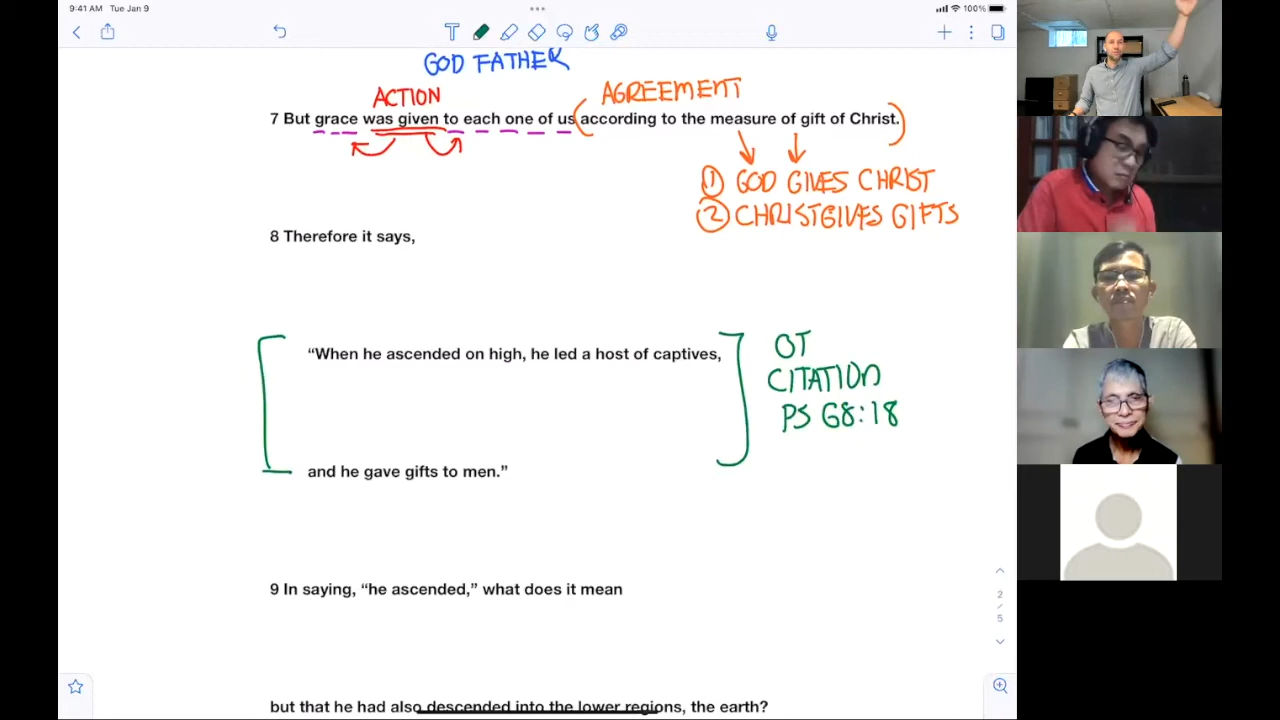 9:41 AM Tue Jan 9
100%
GOD FATHER
ACTION
AGREEMENT
7 But grace was given to each one of us according to the measure of gift of Christ.
① GOD GIVES CHRIST
② CHRIST GIVES GIFTS
8 Therefore it says,
“When he ascended on high, he led a host of captives,
OT
CITATION
PS 68:18
and he gave gifts to men.”
9 In saying, “he ascended,” what does it mean
2
/
5
but that he had also descended into the lower regions, the earth?